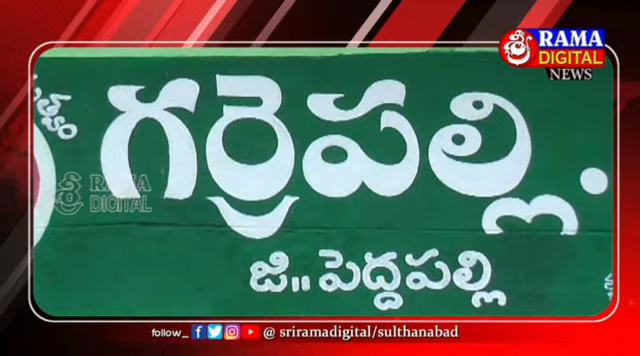 RAMA
DIGITAL
NEWS
త్వం
గర్రెపల్లి.
RAMA
DIGITAL
జి॥ పెద్దపల్లి
follow_ @ sriramadigital/sulthanabad